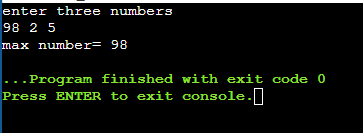 enter three numbers
98 2 5
max number= 98
...Program finished with exit code 0
Press ENTER to exit console.